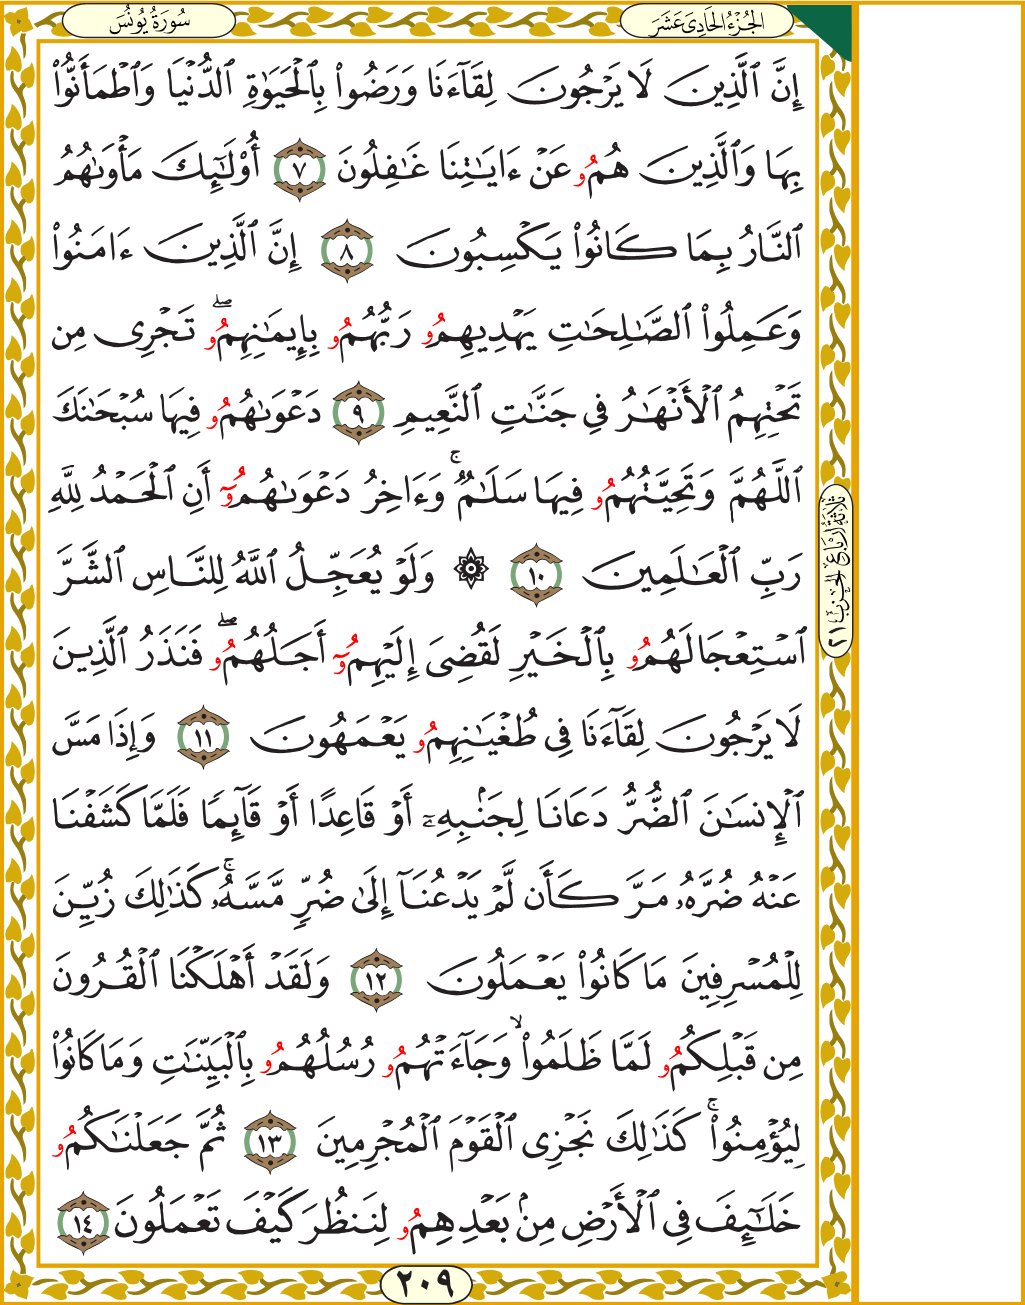 سُورَةُ يُونُسَ
الجُزْءُ الحَادِيَ عَشَرَ
إِنَّ ٱلَّذِينَ لَا يَرْجُونَ لِقَآءَنَا وَرَضُوا۟ بِٱلْحَيَوٰةِ ٱلدُّنْيَا وَٱطْمَأَنُّوا۟
بِهَا وَٱلَّذِينَ هُمُۥ عَنْ ءَايَٰتِنَا غَٰفِلُونَ ٧ أُو۟لَٰٓئِكَ مَأْوَىٰهُمُ
ٱلنَّارُ بِمَا كَانُوا۟ يَكْسِبُونَ ٨ إِنَّ ٱلَّذِينَ ءَامَنُوا۟
وَعَمِلُوا۟ ٱلصَّٰلِحَٰتِ يَهْدِيهِمُۥ رَبُّهُمُۥ بِإِيمَٰنِهِمُۥۖ تَجْرِى مِن
تَحْتِهِمُ ٱلْأَنْهَٰرُ فِى جَنَّٰتِ ٱلنَّعِيمِ ٩ دَعْوَىٰهُمُۥ فِيهَا سُبْحَٰنَكَ
ٱللَّهُمَّ وَتَحِيَّتُهُمُۥ فِيهَا سَلَٰمٌۚ وَءَاخِرُ دَعْوَىٰهُمُۥٓ أَنِ ٱلْحَمْدُ لِلَّهِ
رَبِّ ٱلْعَٰلَمِينَ ١٠ ۞ وَلَوْ يُعَجِّلُ ٱللَّهُ لِلنَّاسِ ٱلشَّرَّ
ٱسْتِعْجَالَهُمُۥ بِٱلْخَيْرِ لَقُضِىَ إِلَيْهِمُۥٓ أَجَلُهُمُۥۖ فَنَذَرُ ٱلَّذِينَ
لَا يَرْجُونَ لِقَآءَنَا فِى طُغْيَٰنِهِمُۥ يَعْمَهُونَ ١١ وَإِذَا مَسَّ
ٱلْإِنسَٰنَ ٱلضُّرُّ دَعَانَا لِجَنۢبِهِۦٓ أَوْ قَاعِدًا أَوْ قَآئِمًا فَلَمَّا كَشَفْنَا
عَنْهُ ضُرَّهُۥ مَرَّ كَأَن لَّمْ يَدْعُنَآ إِلَىٰ ضُرٍّ مَّسَّهُۥۚ كَذَٰلِكَ زُيِّنَ
لِلْمُسْرِفِينَ مَا كَانُوا۟ يَعْمَلُونَ ١٢ وَلَقَدْ أَهْلَكْنَا ٱلْقُرُونَ
مِن قَبْلِكُمُۥ لَمَّا ظَلَمُوا۟ۙ وَجَآءَتْهُمُۥ رُسُلُهُمُۥ بِٱلْبَيِّنَٰتِ وَمَا كَانُوا۟
لِيُؤْمِنُوا۟ۚ كَذَٰلِكَ نَجْزِى ٱلْقَوْمَ ٱلْمُجْرِمِينَ ١٣ ثُمَّ جَعَلْنَٰكُمُۥ
خَلَٰٓئِفَ فِى ٱلْأَرْضِ مِنۢ بَعْدِهِمُۥ لِنَنظُرَ كَيْفَ تَعْمَلُونَ ١٤
ثَلَاثَةُ أَرْبَاعِ الحِزْبِ ٢١
٢٠٩